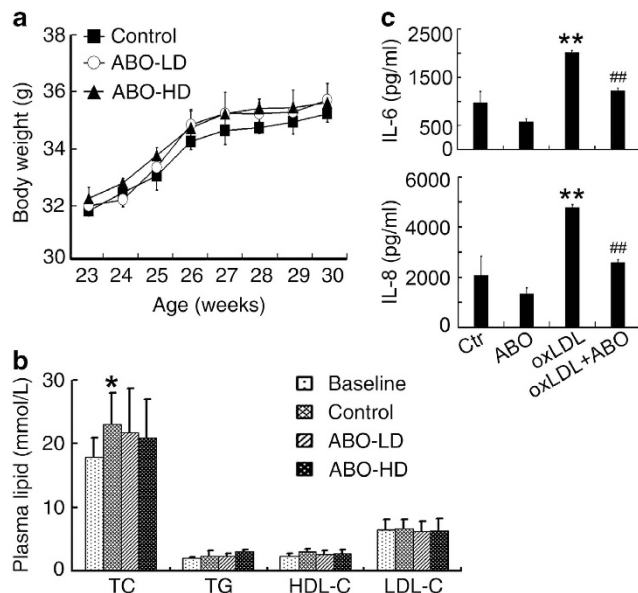 a
Control
ABO-LD
ABO-HD
Body weight (g)
38
36
34
32
30
23 24 25 26 27 28 29 30
Age (weeks)
b
Plasma lipid (mmol/L)
30
20
10
0
*
Baseline
Control
ABO-LD
ABO-HD
TC TG HDL-C LDL-C
c
IL-6 (pg/ml)
2500
1500
500
0
**
##
IL-8 (pg/ml)
6000
4000
2000
0
**
##
Ctr ABO oxLDL oxLDL+ABO